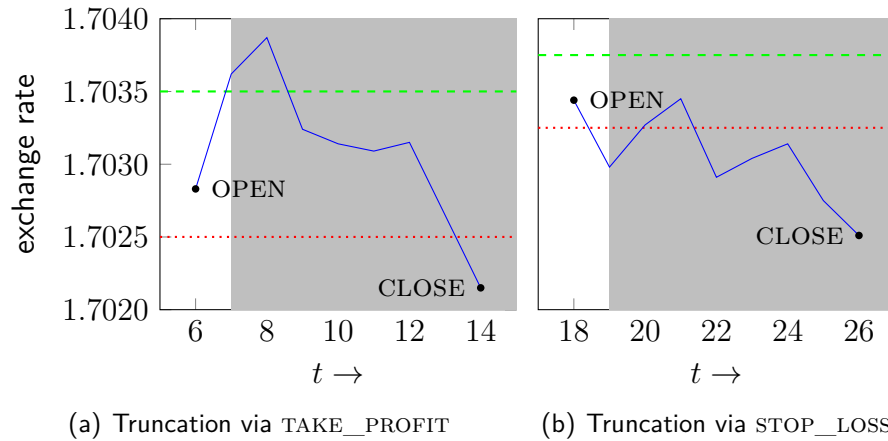 1.7040
1.7035
1.7030
1.7025
1.7020
exchange rate
OPEN
CLOSE
6 8 10 12 14
t →
(a) Truncation via TAKE_PROFIT
OPEN
CLOSE
18 20 22 24 26
t →
(b) Truncation via STOP_LOSS